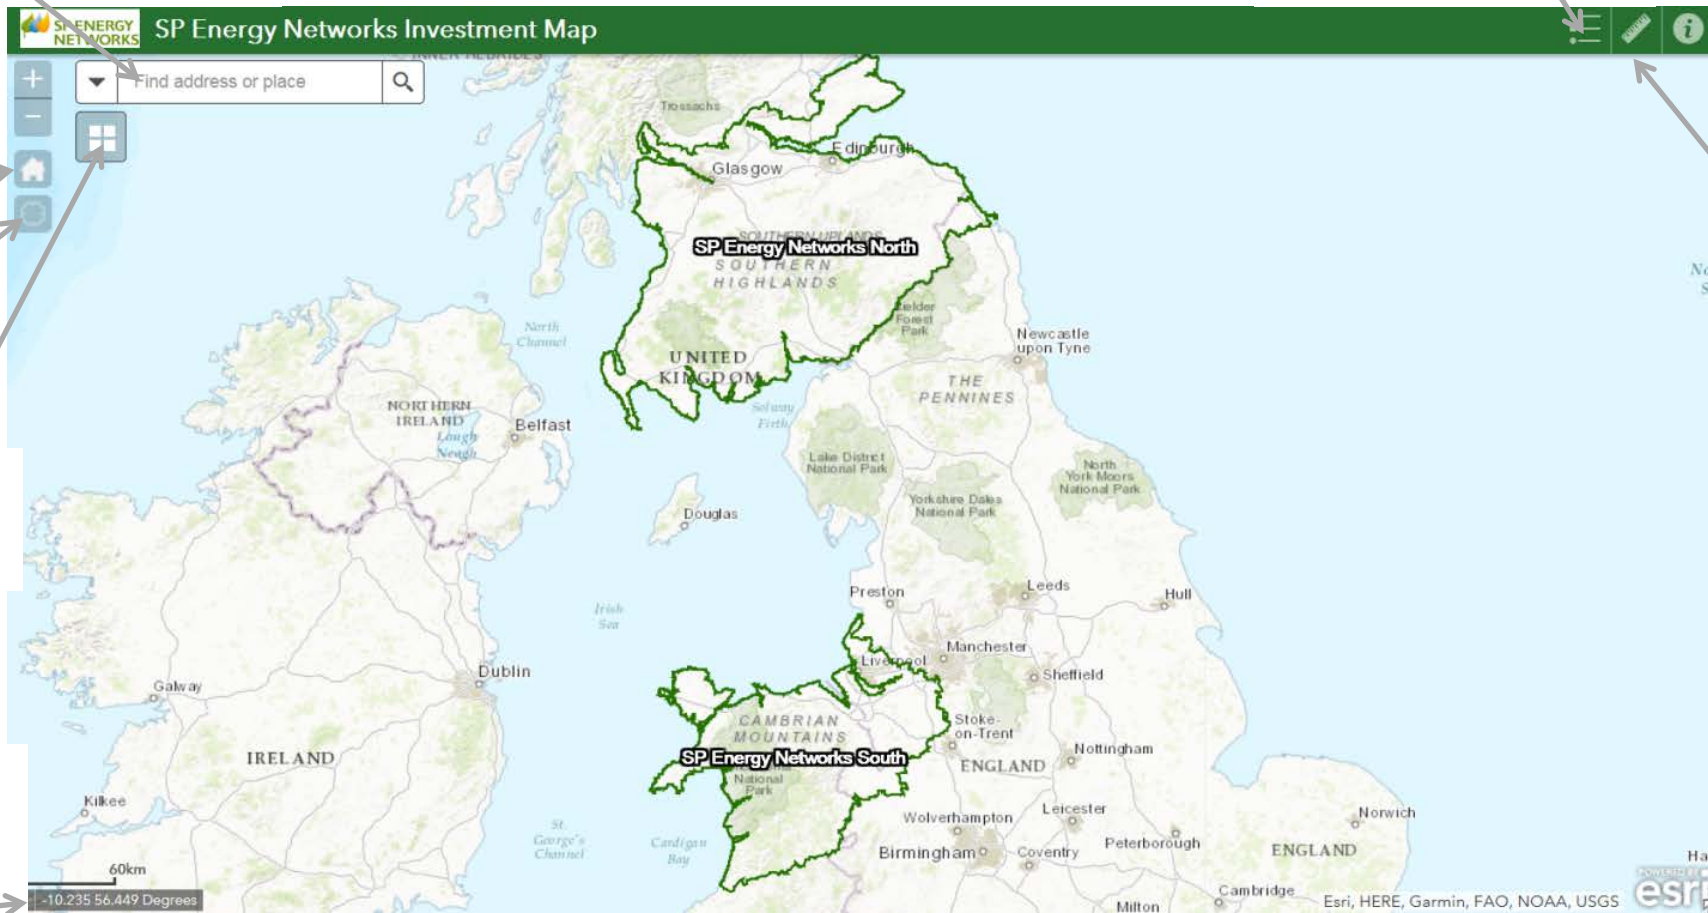 SP ENERGY
NETWORKS
SP Energy Networks Investment Map
Find address or place
INNER HEBRIDES
Trossachs
Edinburgh
Glasgow
SOUTHERN UPLANDS
SP Energy Networks North
SOUTHERN
HIGHLANDS
Kielder
Forest
Park
North
Channel
Newcastle
upon Tyne
UNITED
KINGDOM
THE
PENNINES
NORTHERN
IRELAND
Lough
Neagh
Belfast
Solway
Firth
Lake District
National Park
North
York Moors
National Park
Yorkshire Dales
National Park
Douglas
Preston
Leeds
Hull
Irish
Sea
Manchester
Liverpool
Sheffield
Dublin
Galway
CAMBRIAN
MOUNTAINS
Stoke-
on-Trent
Nottingham
SP Energy Networks South
National
Park
IRELAND
ENGLAND
Kilkee
Leicester
Norwich
Wolverhampton
St.
George's
Channel
Cardigan
Bay
Birmingham
Coventry
Peterborough
ENGLAND
60km
Cambridge
Milton
-10.235 56.449 Degrees
Esri, HERE, Garmin, FAO, NOAA, USGS
POWERED BY
esri